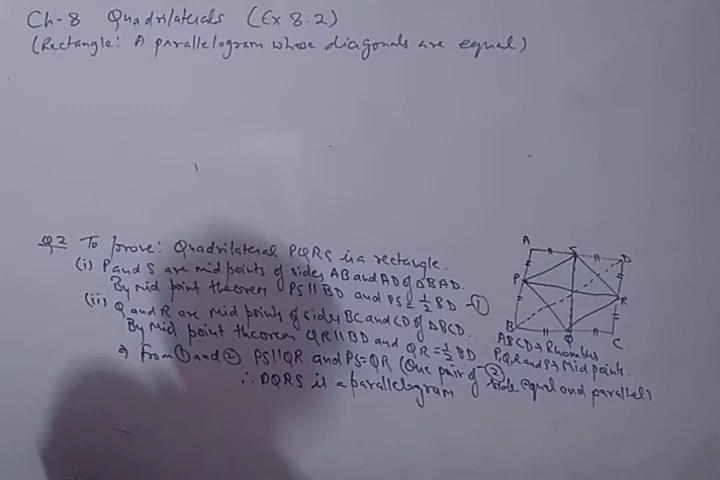 Ch-8 Quadrilaterals (Ex 8.2)
(Rectangle: A parallelogram whose diagonals are equal)
Q2 To prove: Quadrilateral PQRS is a rectangle.
(i) P and S are mid points of sides AB and AD of ΔBAD.
By mid point theorem PS || BD and PS = 1/2 BD - ①
(ii) Q and R are mid points of sides BC and CD of ΔBCD.
By mid point theorem QR || BD and QR = 1/2 BD - ②
⇒ from ① and ② PS || QR and PS = QR (One pair of side equal and parallel)
∴ PQRS is a parallelogram
A S D
P R
B Q C
ABCD → Rhombus
P, Q, R and S → Mid points.